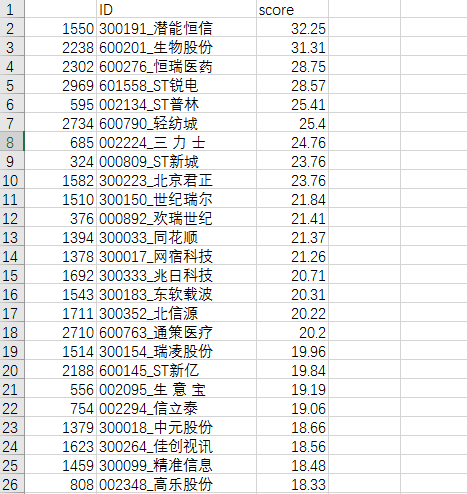 1 ID score
2 1550 300191_潜能恒信 32.25
3 2238 600201_生物股份 31.31
4 2302 600276_恒瑞医药 28.75
5 2969 601558_ST锐电 28.57
6 595 002134_ST普林 25.41
7 2734 600790_轻纺城 25.4
8 685 002224_三 力 士 24.76
9 324 000809_ST新城 23.76
10 1582 300223_北京君正 23.76
11 1510 300150_世纪瑞尔 21.84
12 376 000892_欢瑞世纪 21.41
13 1394 300033_同花顺 21.37
14 1378 300017_网宿科技 21.26
15 1692 300333_兆日科技 20.71
16 1543 300183_东软载波 20.31
17 1711 300352_北信源 20.22
18 2710 600763_通策医疗 20.2
19 1514 300154_瑞凌股份 19.96
20 2188 600145_ST新亿 19.84
21 556 002095_生 意 宝 19.19
22 754 002294_信立泰 19.06
23 1379 300018_中元股份 18.66
24 1623 300264_佳创视讯 18.56
25 1459 300099_精准信息 18.48
26 808 002348_高乐股份 18.33